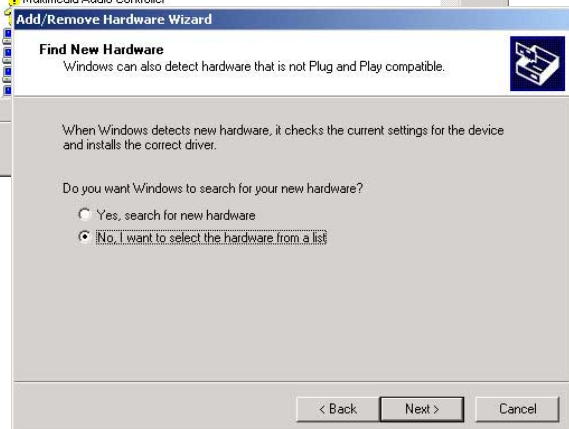 Multimedia Audio Controller
Add/Remove Hardware Wizard
Find New Hardware
Windows can also detect hardware that is not Plug and Play compatible.
When Windows detects new hardware, it checks the current settings for the device
and installs the correct driver.
Do you want Windows to search for your new hardware?
Yes, search for new hardware
No, I want to select the hardware from a list
< Back
Next >
Cancel